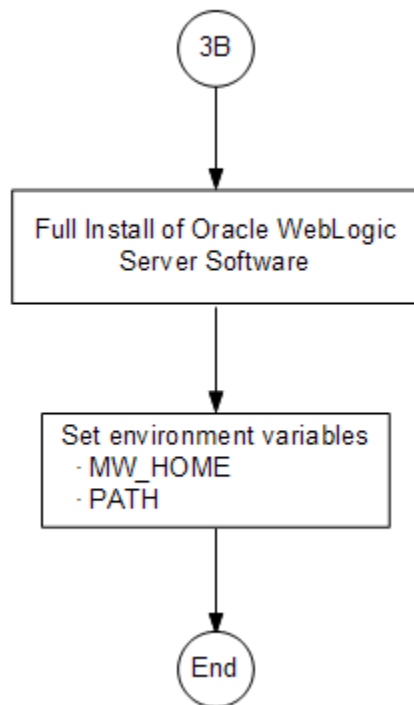 3B
Full Install of Oracle WebLogic
Server Software
Set environment variables
· MW_HOME
· PATH
End